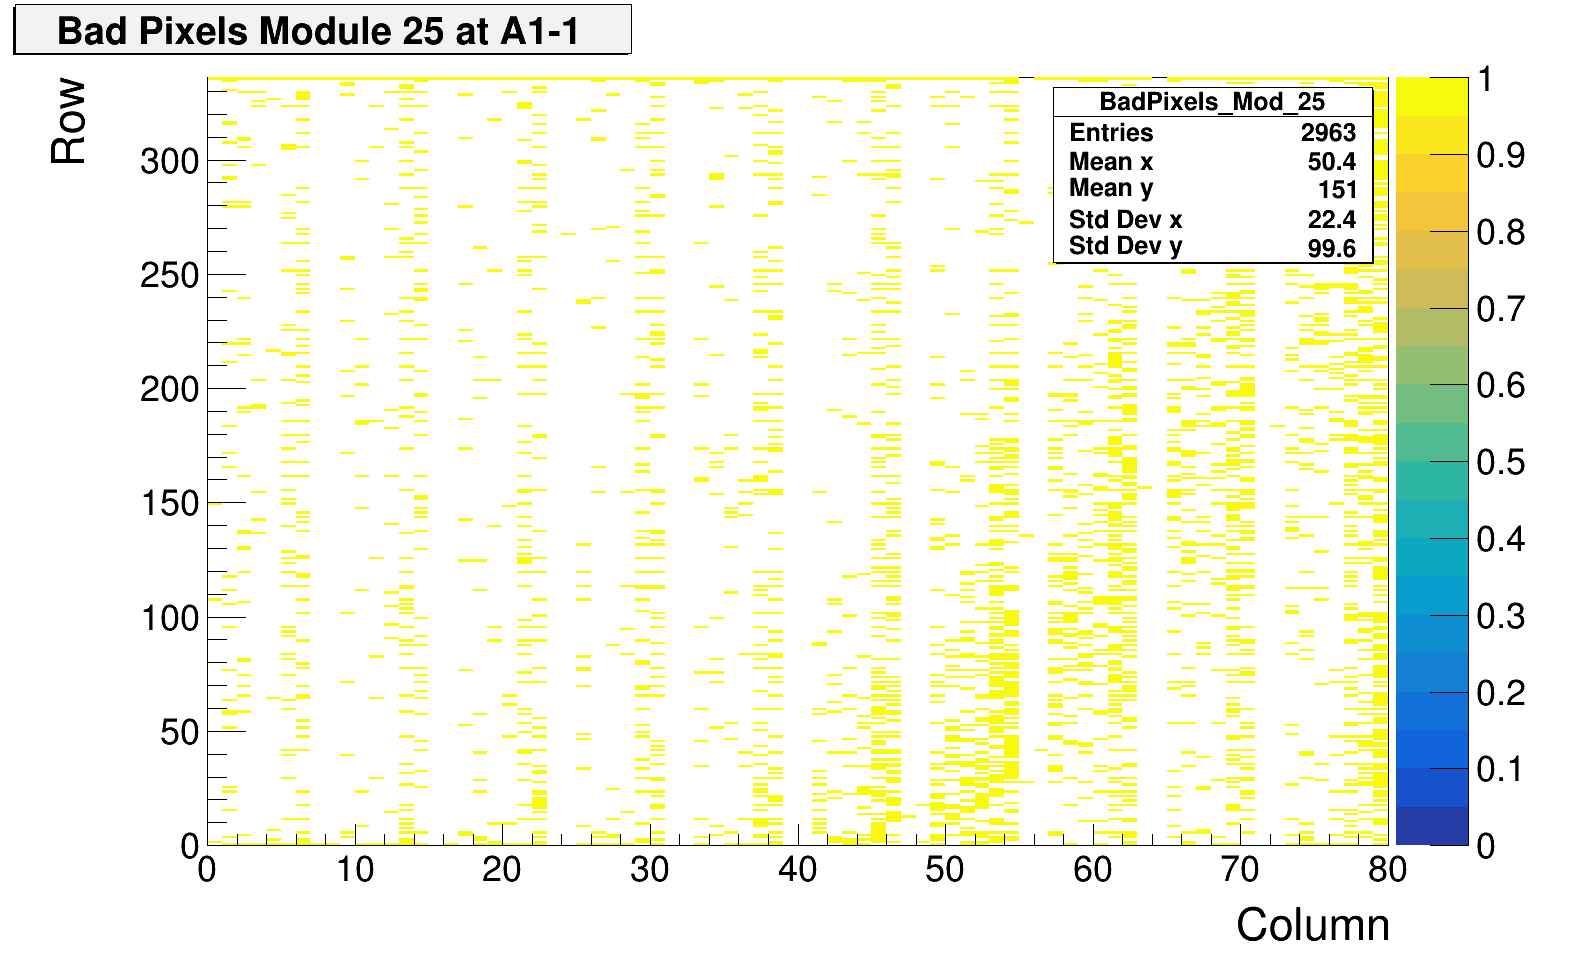 Bad Pixels Module 25 at A1-1
Row
BadPixels_Mod_25
Entries 2963
Mean x 50.4
Mean y 151
Std Dev x 22.4
Std Dev y 99.6
300
250
200
150
100
50
0
0 10 20 30 40 50 60 70 80
Column
1
0.9
0.8
0.7
0.6
0.5
0.4
0.3
0.2
0.1
0